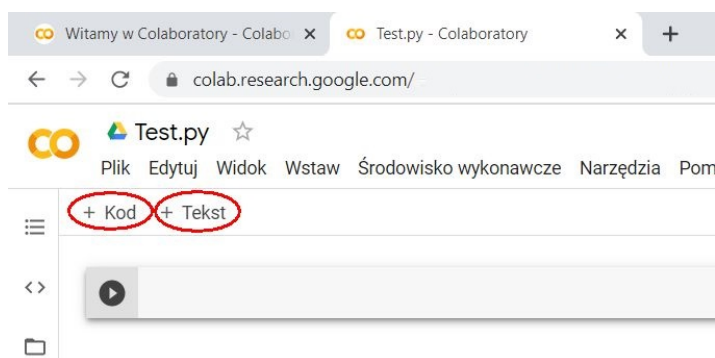 Witamy w Colaboratory - Colabo
Test.py - Colaboratory
colab.research.google.com/
CO Test.py
Plik Edytuj Widok Wstaw Środowisko wykonawcze Narzędzia Pom
+ Kod + Tekst